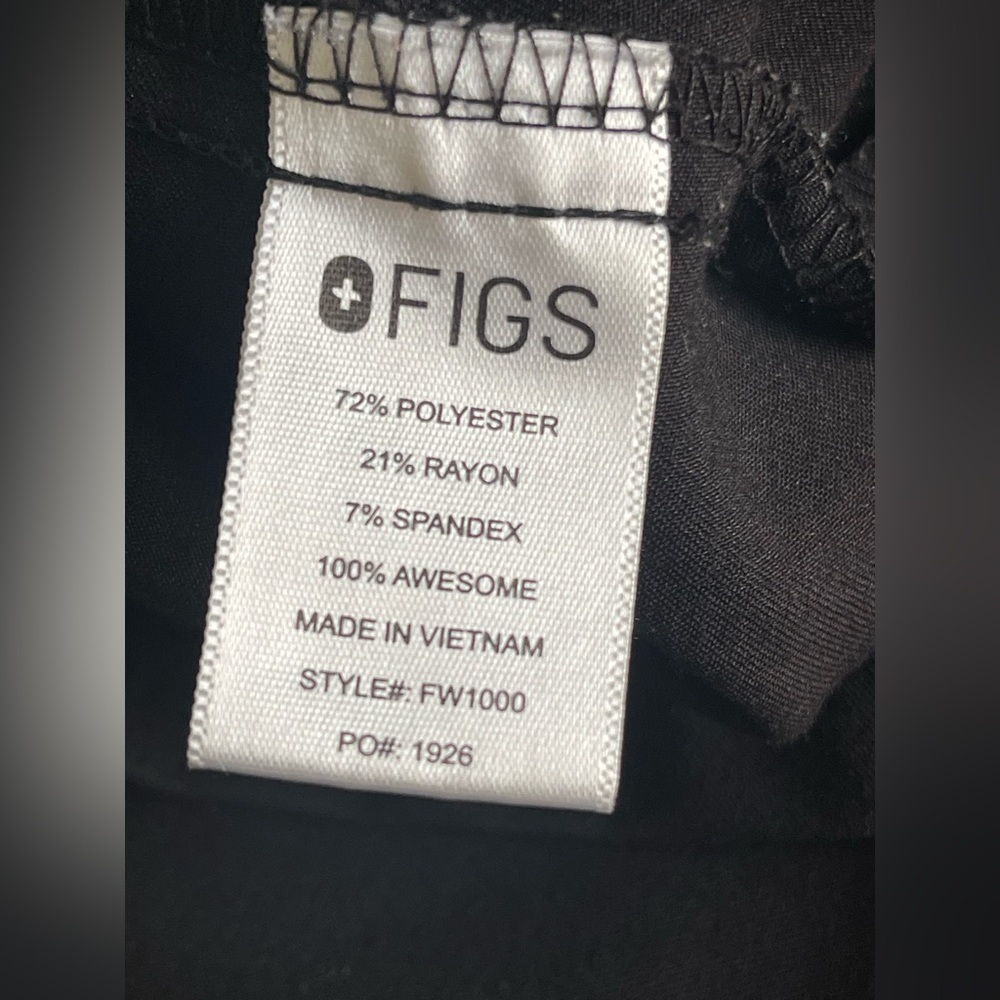 FIGS
72% POLYESTER
21% RAYON
7% SPANDEX
100% AWESOME
MADE IN VIETNAM
STYLE#: FW1000
PO#: 1926